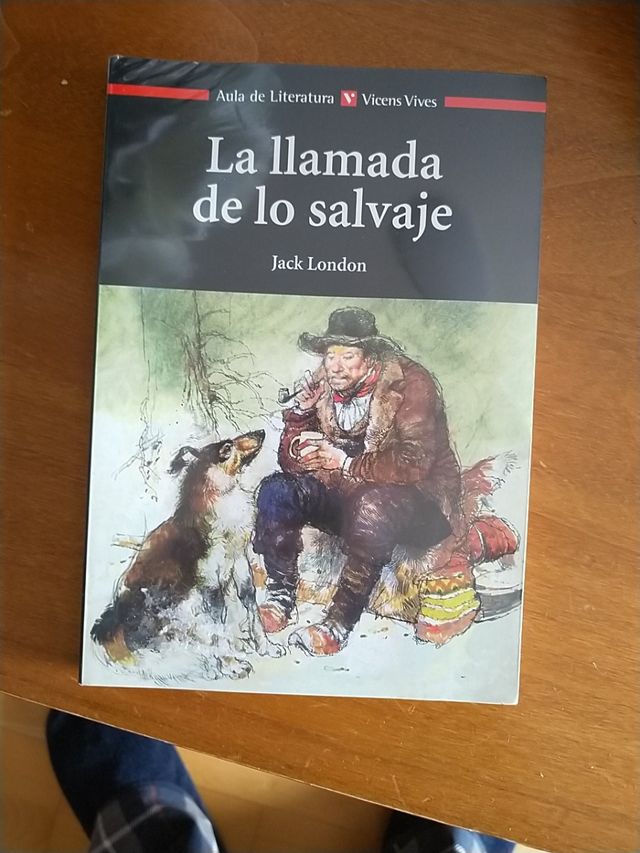 Aula de Literatura V Vicens Vives
La llamada
de lo salvaje
Jack London